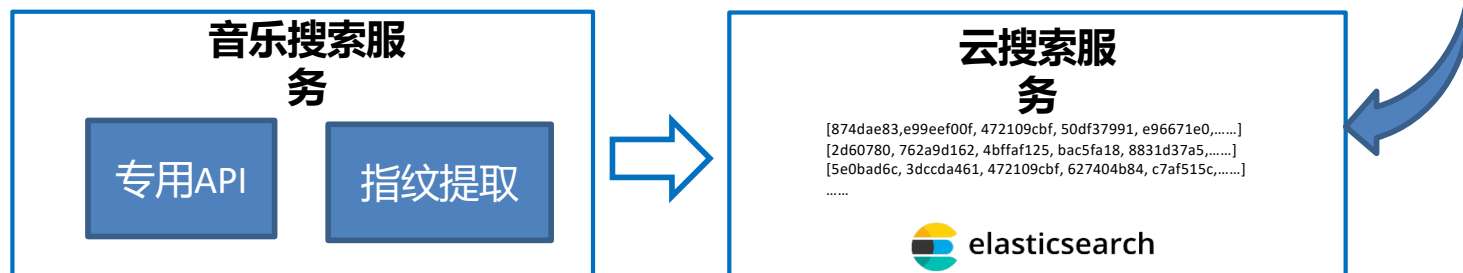 音乐搜索服
务
专用API
指纹提取
云搜索服
务
[874dae83,e99eef00f, 472109cbf, 50df37991, e96671e0,......]
[2d60780, 762a9d162, 4bffaf125, bac5fa18, 8831d37a5,......]
[5e0bad6c, 3dccda461, 472109cbf, 627404b84, c7af515c,......]
......
elasticsearch